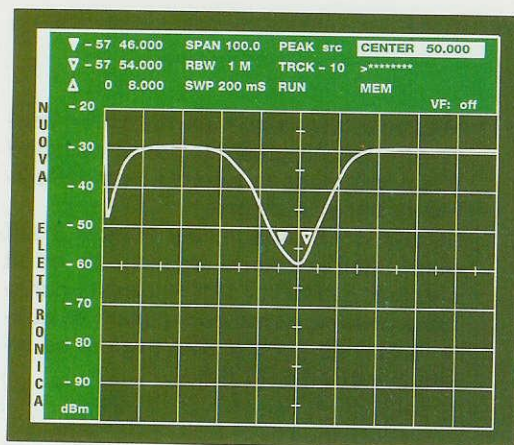 ▼ - 57 46.000 SPAN 100.0 PEAK src CENTER 50.000
▽ - 57 54.000 RBW 1 M TRCK - 10 >********
Δ 0 8.000 SWP 200 mS RUN MEM
VF: off
- 20
- 30
- 40
- 50
- 60
- 70
- 80
- 90
dBm
NUOVA ELETTRONICA